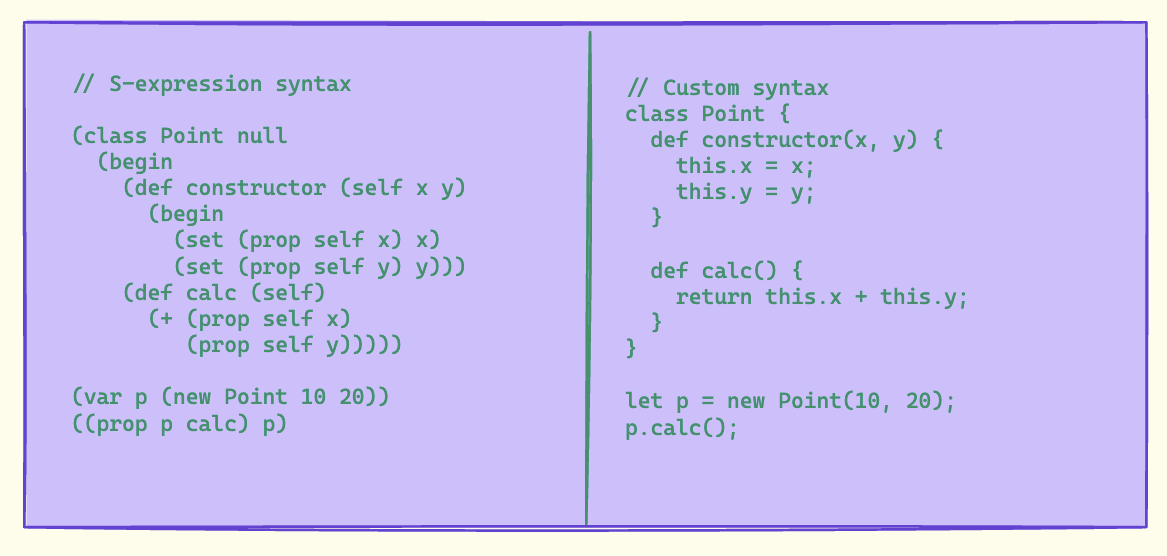 // S-expression syntax

(class Point null
  (begin
    (def constructor (self x y)
      (begin
        (set (prop self x) x)
        (set (prop self y) y)))
    (def calc (self)
      (+ (prop self x)
         (prop self y)))))

(var p (new Point 10 20))
((prop p calc) p)

// Custom syntax
class Point {
  def constructor(x, y) {
    this.x = x;
    this.y = y;
  }

  def calc() {
    return this.x + this.y;
  }
}

let p = new Point(10, 20);
p.calc();